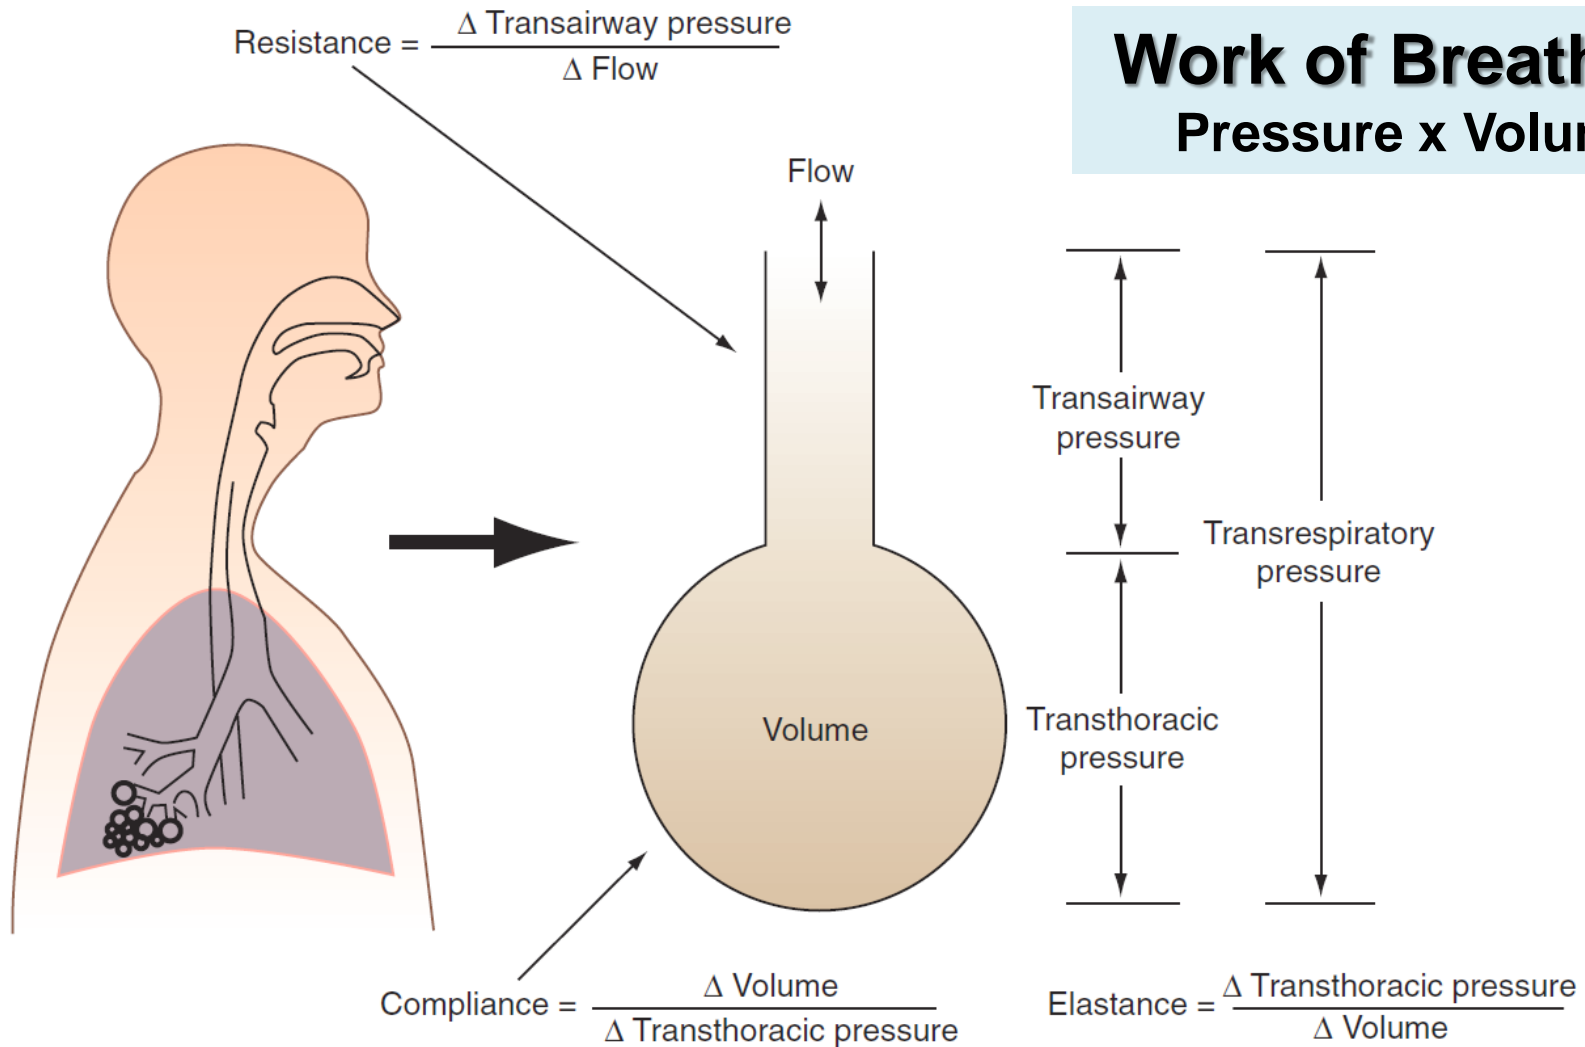 Resistance = Δ Transairway pressure
Δ Flow
Work of Breath
Pressure x Volu
Flow
Transairway
pressure
Transrespiratory
pressure
Volume
Transthoracic
pressure
Compliance = Δ Volume
Δ Transthoracic pressure
Elastance = Δ Transthoracic pressure
Δ Volume